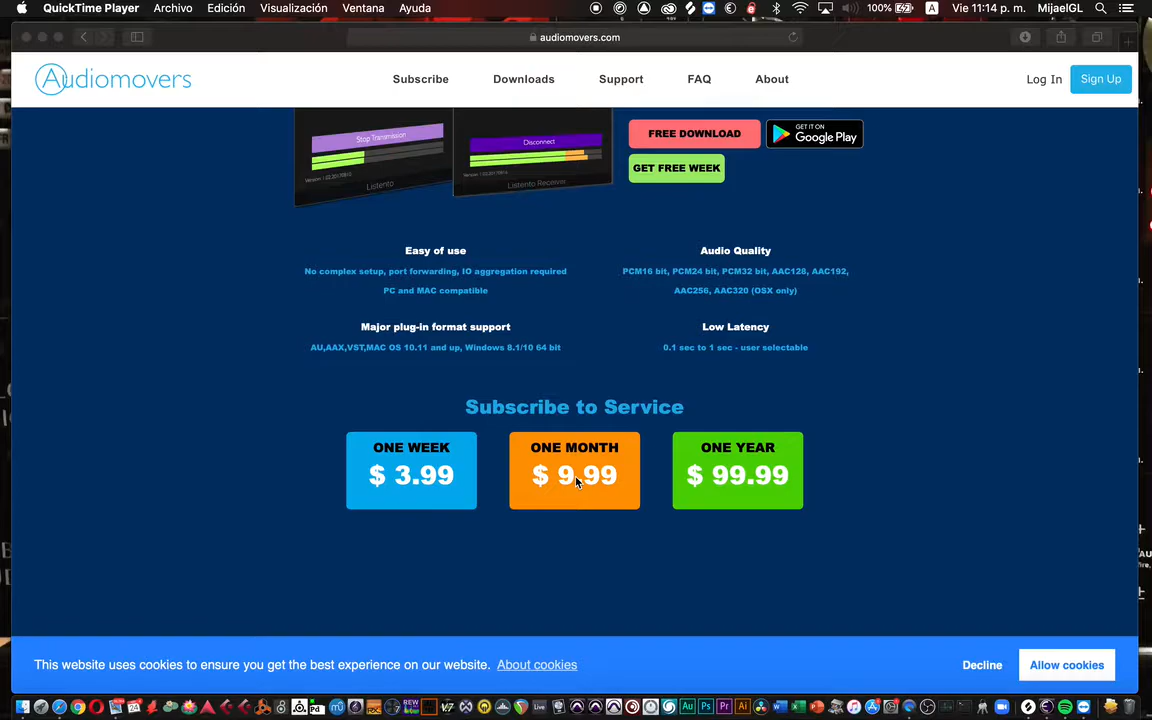 QuickTime Player Archivo Edición Visualización Ventana Ayuda 100% A Vie 11:14 p. m. MijaelGL
audiomovers.com
Audiomovers Subscribe Downloads Support FAQ About Log In Sign Up
Stop Transmission
Disconnect
Listento
Listento Receiver
FREE DOWNLOAD
GET IT ON
Google Play
GET FREE WEEK
Easy of use
No complex setup, port forwarding, IO aggregation required
PC and MAC compatible
Audio Quality
PCM16 bit, PCM24 bit, PCM32 bit, AAC128, AAC192,
AAC256, AAC320 (OSX only)
Major plug-in format support
AU,AAX,VST,MAC OS 10.11 and up, Windows 8.1/10 64 bit
Low Latency
0.1 sec to 1 sec - user selectable
Subscribe to Service
ONE WEEK
$ 3.99
ONE MONTH
$ 9.99
ONE YEAR
$ 99.99
This website uses cookies to ensure you get the best experience on our website. About cookies
Decline
Allow cookies